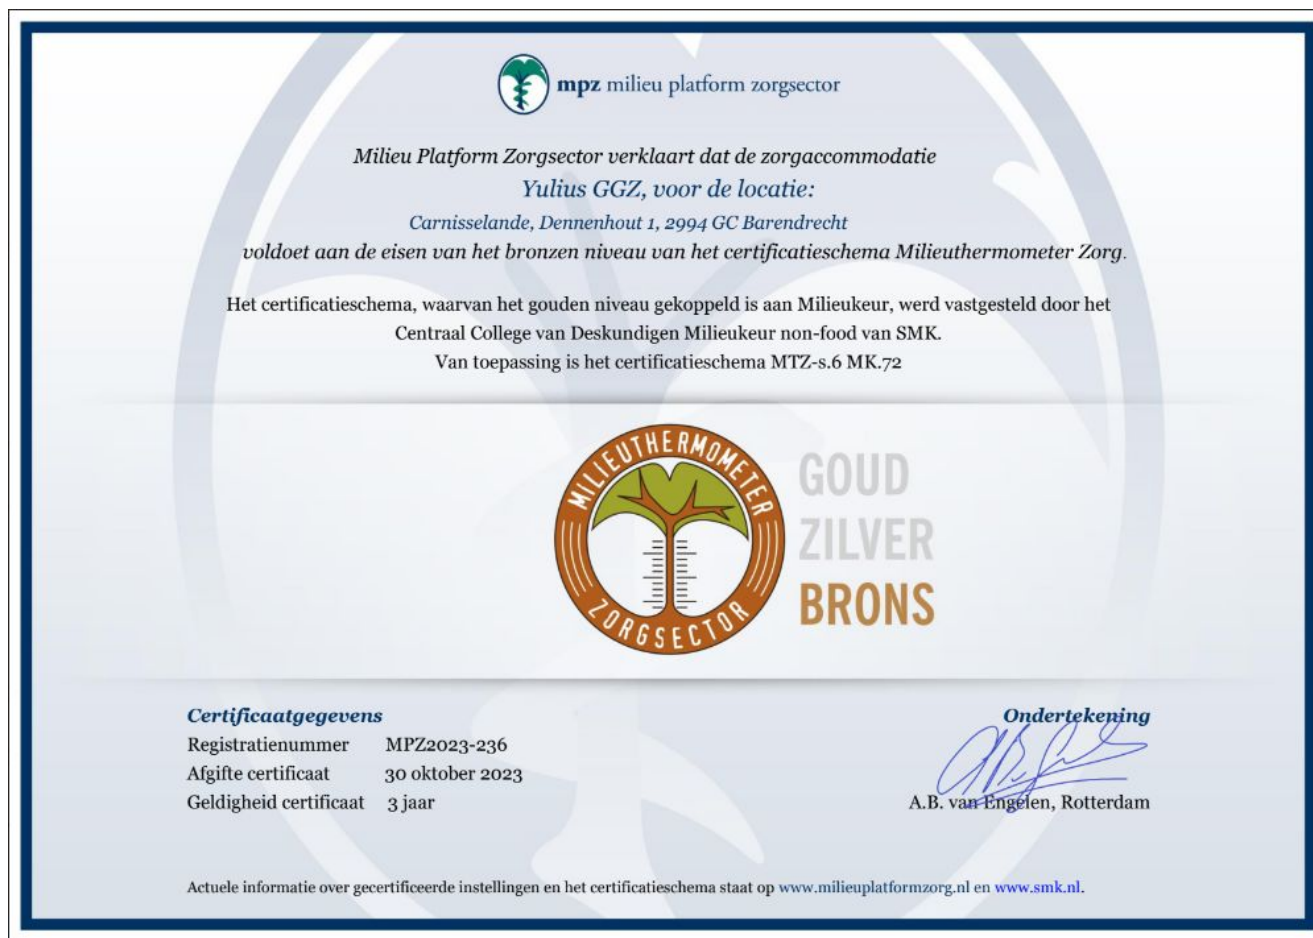 mpz milieu platform zorgsector
Milieu Platform Zorgsector verklaart dat de zorgaccommodatie
Yulius GGZ, voor de locatie:
Carnisselande, Dennenhout 1, 2994 GC Barendrecht
voldoet aan de eisen van het bronzen niveau van het certificatieschema Milieuthermometer Zorg.
Het certificatieschema, waarvan het gouden niveau gekoppeld is aan Milieukeur, werd vastgesteld door het
Centraal College van Deskundigen Milieukeur non-food van SMK.
Van toepassing is het certificatieschema MTZ-s.6 MK.72
MILIEUTHERMOMETER
ZORGSECTOR
GOUD
ZILVER
BRONS
Certificaatgegevens
Registratienummer MPZ2023-236
Afgifte certificaat 30 oktober 2023
Geldigheid certificaat 3 jaar
Ondertekening
A.B. van Engelen, Rotterdam
Actuele informatie over gecertificeerde instellingen en het certificatieschema staat op www.milieuplatformzorg.nl en www.smk.nl.